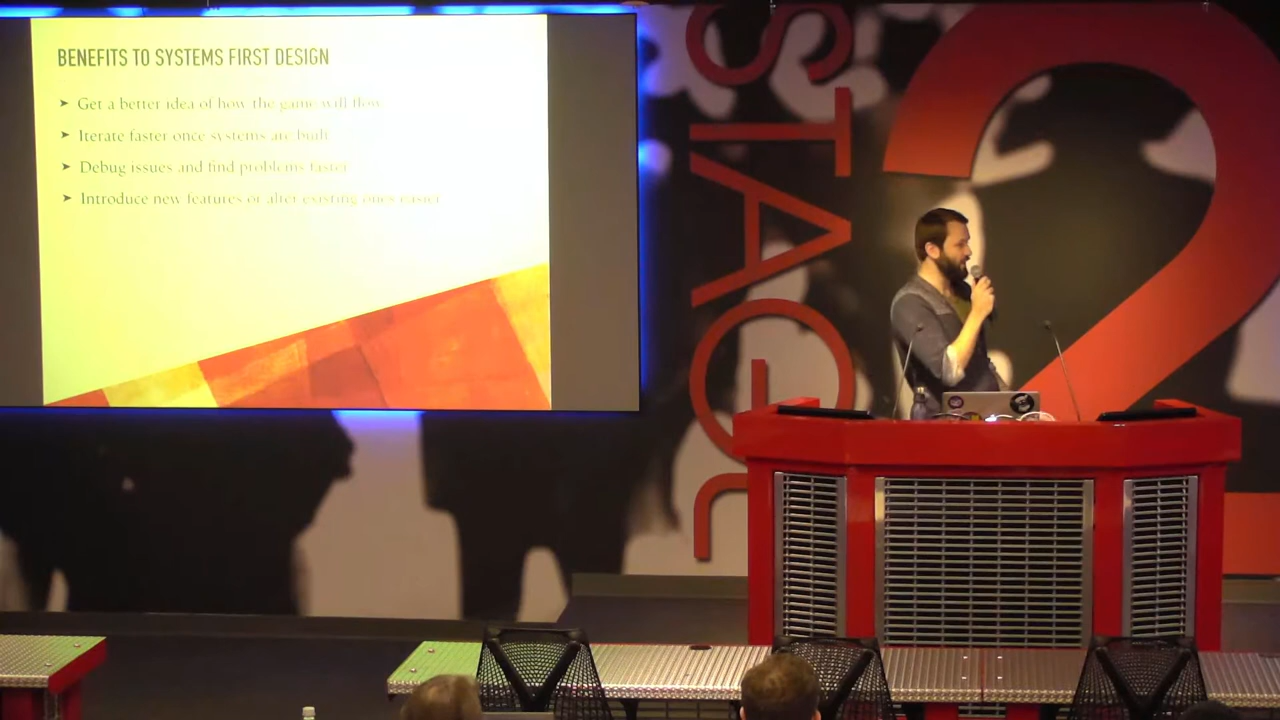 BENEFITS TO SYSTEMS FIRST DESIGN
➤ Get a better idea of how the game will flow
➤ Iterate faster once systems are built
➤ Debug issues and find problems faster
➤ Introduce new features or alter existing ones easier
STAGE
2